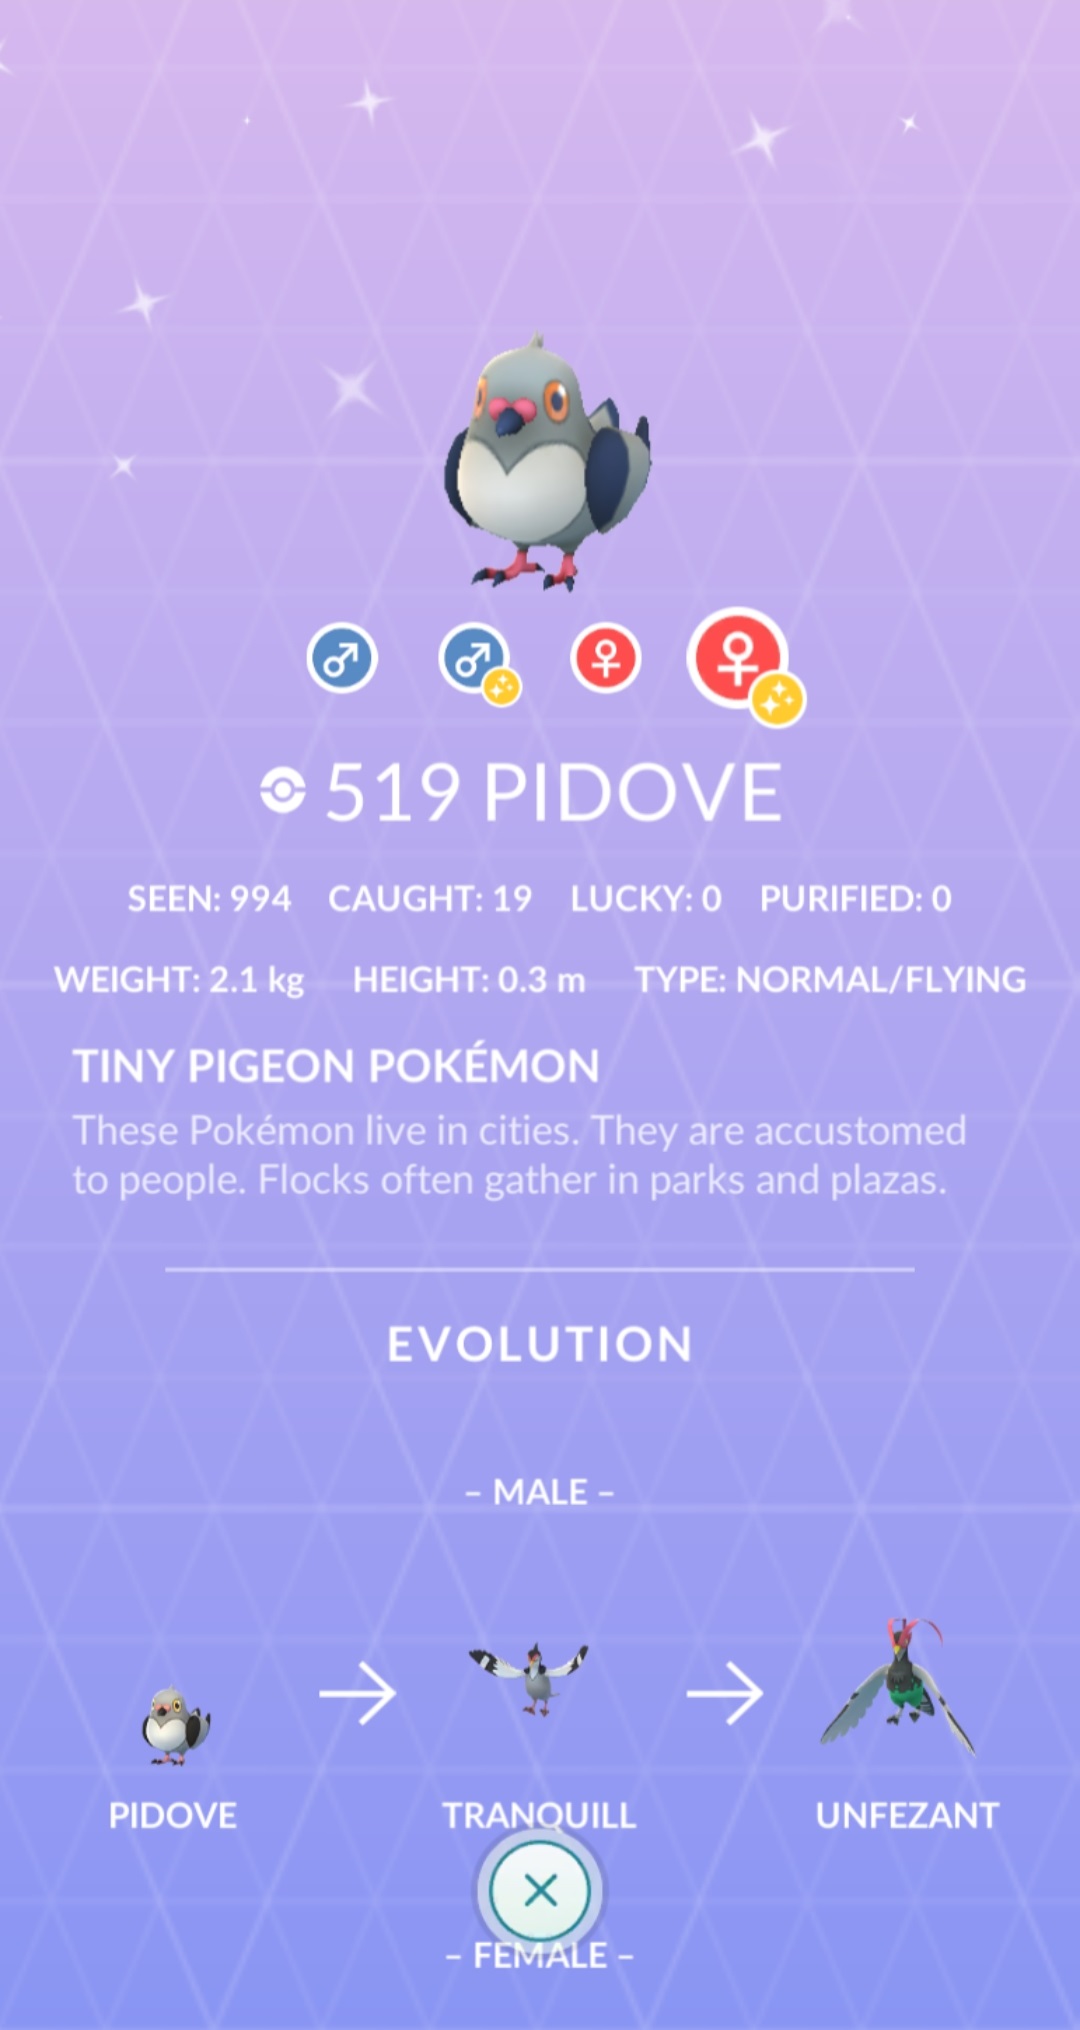 519 PIDOVE
SEEN: 994 CAUGHT: 19 LUCKY: 0 PURIFIED: 0
WEIGHT: 2.1 kg HEIGHT: 0.3 m TYPE: NORMAL/FLYING
TINY PIGEON POKÉMON
These Pokémon live in cities. They are accustomed
to people. Flocks often gather in parks and plazas.
EVOLUTION
– MALE –
PIDOVE TRANQUILL UNFEZANT
– FEMALE –